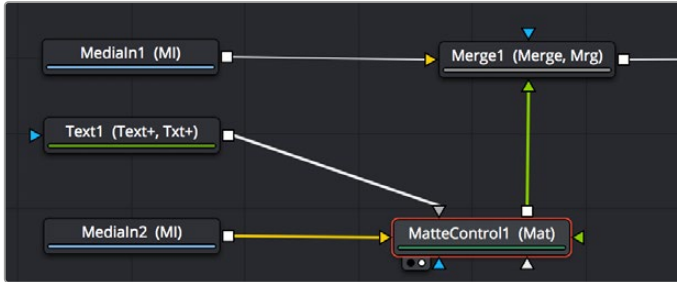 MediaIn1 (MI)
Merge1 (Merge, Mrg)
Text1 (Text+, Txt+)
MediaIn2 (MI)
MatteControl1 (Mat)